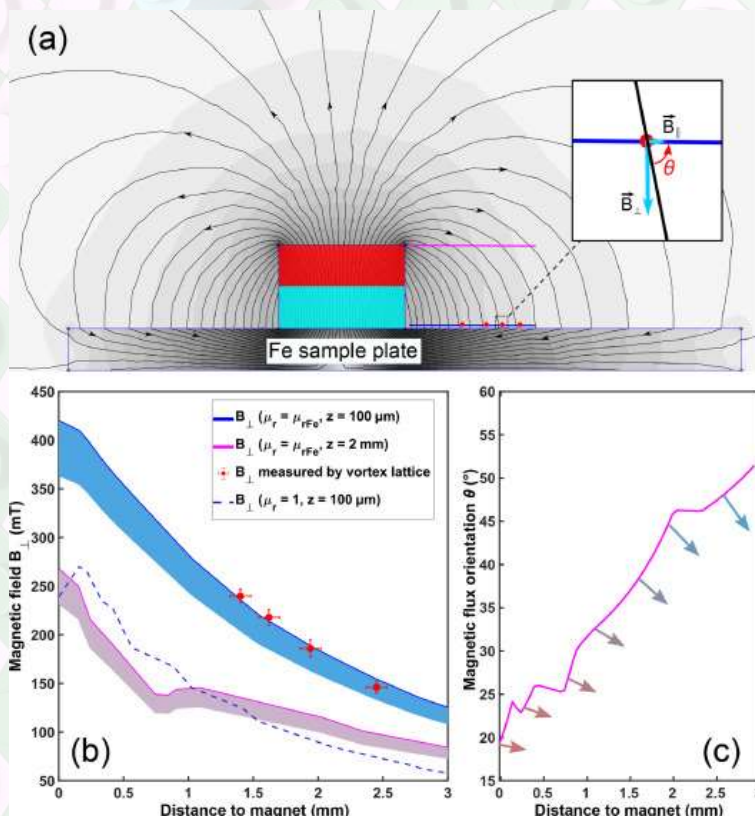 (a)
B⃗∥
θ
B⃗⊥
Fe sample plate
450
400
350
300
250
200
150
100
50
Magnetic field B⊥ (mT)
B⊥ (μr = μrFe, z = 100 μm)
B⊥ (μr = μrFe, z = 2 mm)
B⊥ measured by vortex lattice
B⊥ (μr = 1, z = 100 μm)
(b)
0 0.5 1 1.5 2 2.5 3
Distance to magnet (mm)
60
55
50
45
40
35
30
25
20
15
Magnetic flux orientation θ (°)
(c)
0 0.5 1 1.5 2 2.5
Distance to magnet (mm)